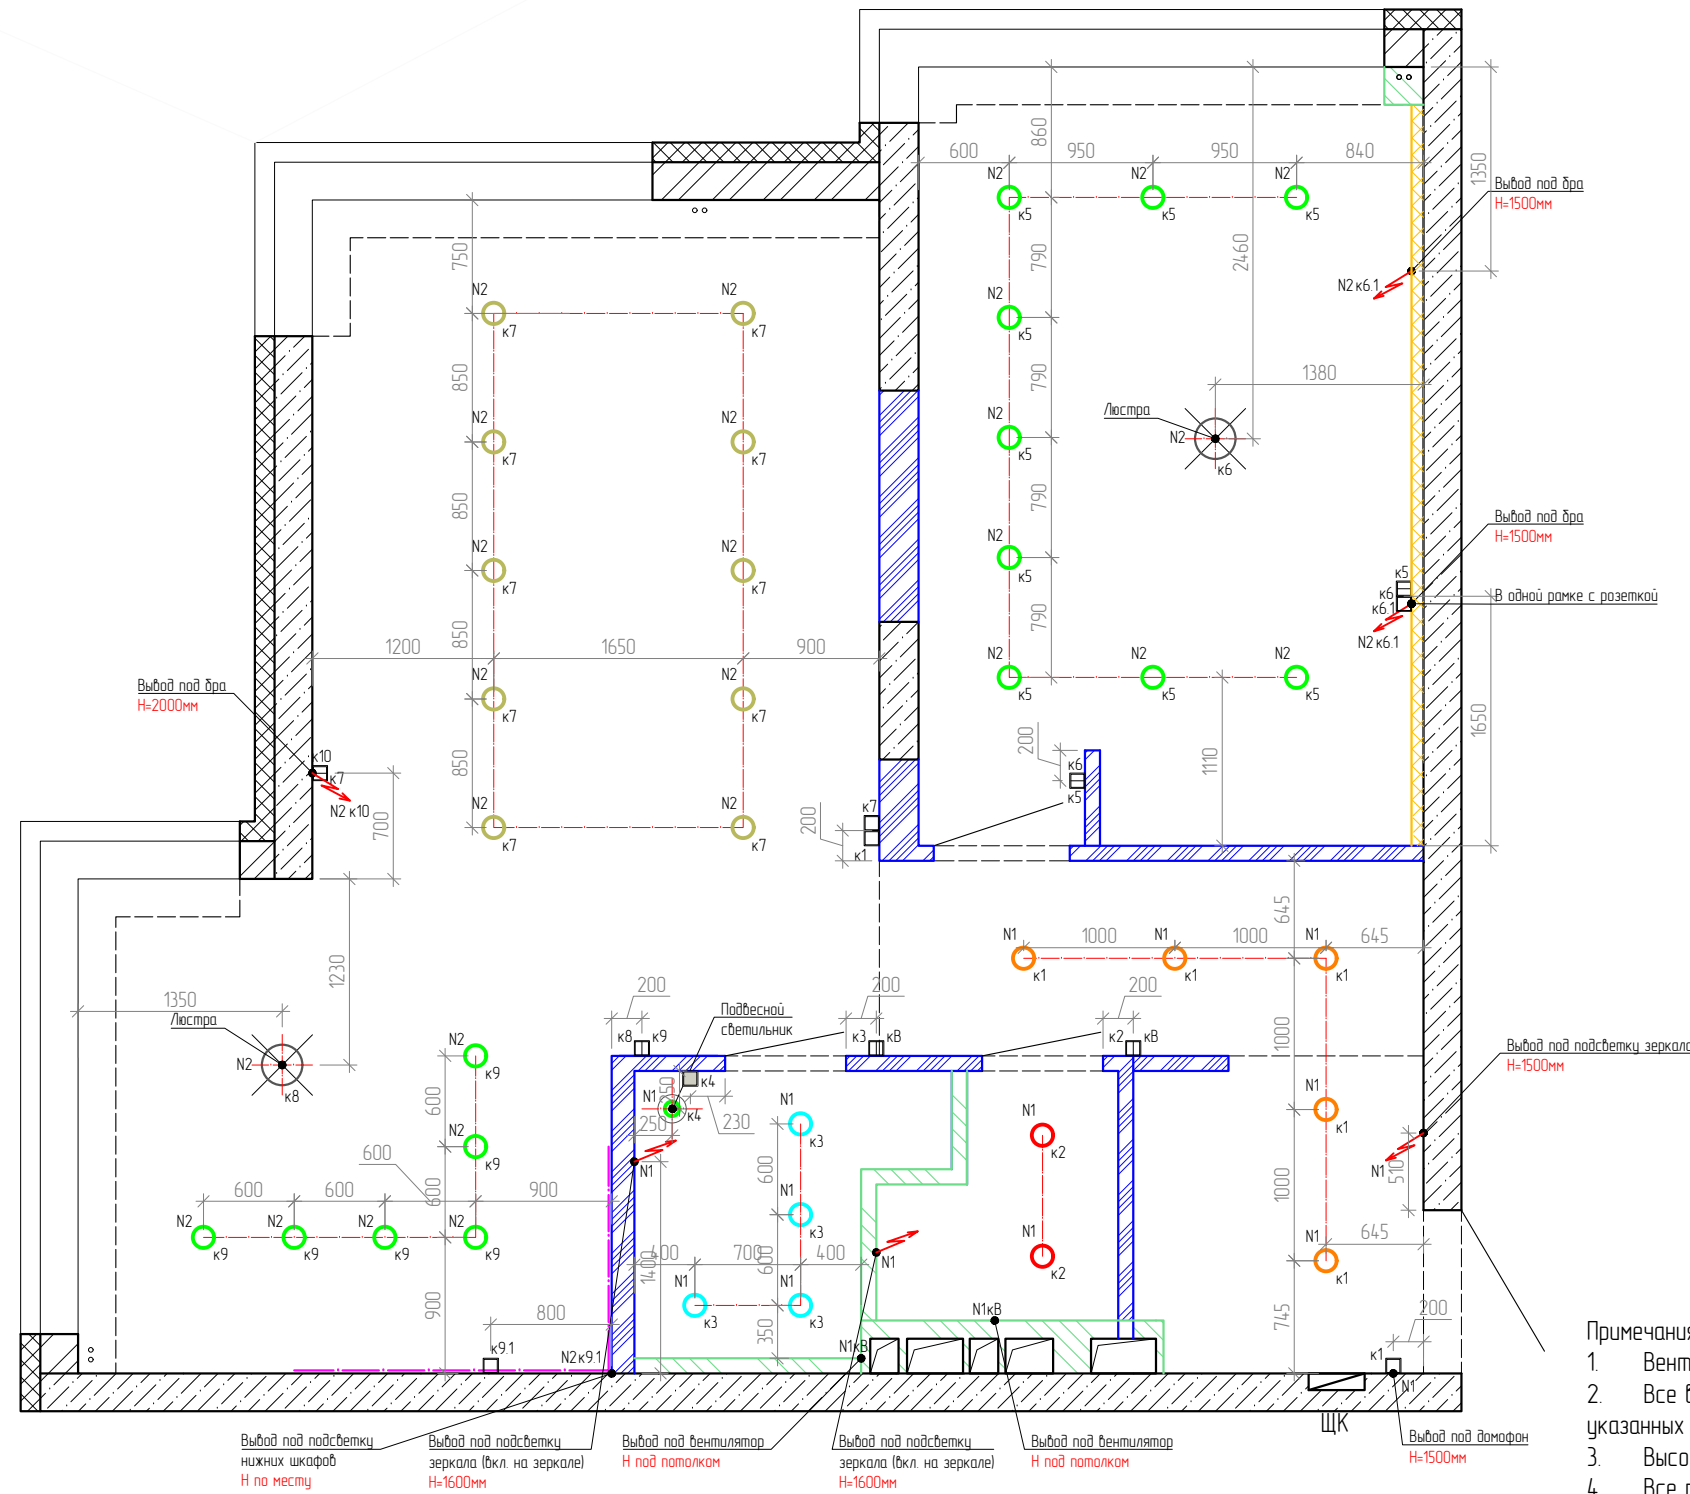 860
600
950
950
840
N2
N2
N2
к5
к5
к5
1350
Вывод под бра
Н=1500мм
750
790
2460
N2 к6.1
N2
N2
к7
к7
N2
к5
850
790
1380
Люстра
N2
к6
N2
N2
к7
к7
N2
к5
850
790
Вывод под бра
Н=1500мм
N2
N2
к7
к7
N2
к5
к5
к6
к6.1
В одной рамке с розеткой
N2 к6.1
850
790
1200
1650
900
N2
N2
N2
к5
к5
к5
Вывод под бра
Н=2000мм
N2
N2
к7
к7
1650
850
200
1110
к10
к7
N2 к10
700
к6
к5
N2
N2
к7
к7
200
к7
к1
645
1230
N1
1000
N1
1000
N1
645
к1
к1
к1
1350
Люстра
N2
к8
200
к8
к9
Подвесной
светильник
200
к3
кВ
200
к2
кВ
1000
Вывод под подсветку зеркала
Н=1500мм
N2
к9
600
N1
к4
к4
250
230
N1
к3
N1
к2
N1
к1
N2
к9
600
600
N1
600
N1
510
1000
600
600
900
N2
N2
N2
N2
к9
к9
к9
к9
N1
к3
N1
N1
к2
N1
к1
645
1400
400
700
400
600
N1
N1
к3
к3
900
800
350
N1кВ
N1кВ
745
200
к9.1
N2 к9.1
к1
N1
ЩК
Вывод под подсветку
нижних шкафов
Н по месту
Вывод под подсветку
зеркала (вкл. на зеркале)
Н=1600мм
Вывод под вентилятор
Н под потолком
Вывод под подсветку
зеркала (вкл. на зеркале)
Н=1600мм
Вывод под вентилятор
Н под потолком
Вывод под домофон
Н=1500мм
Примечания
1. Вент
2. Все в
указанных
3. Высо
4. Все п